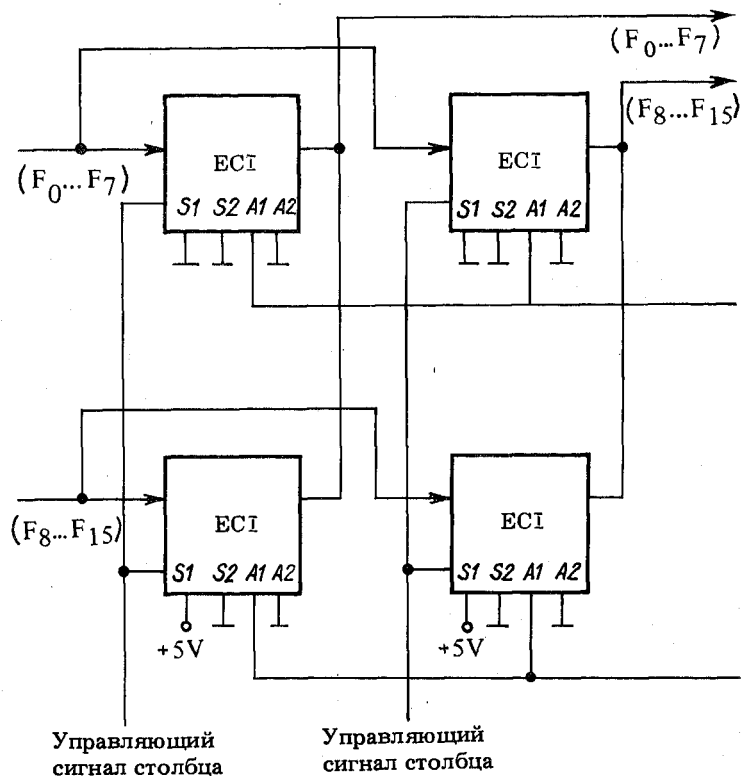 (F0...F7)
(F8...F15)
ECI
ECI
(F0...F7)
S1 S2 A1 A2
S1 S2 A1 A2
ECI
ECI
(F8...F15)
S1 S2 A1 A2
S1 S2 A1 A2
+5V
+5V
Управляющий
сигнал столбца
Управляющий
сигнал столбца